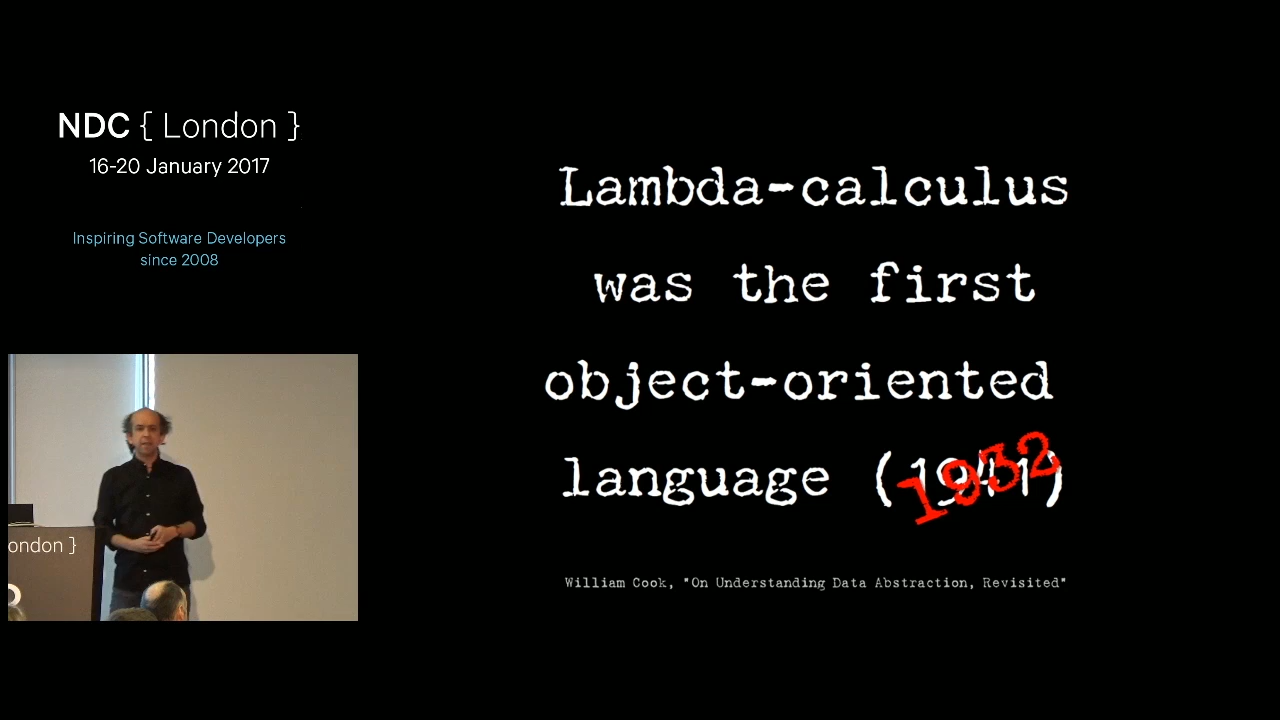 NDC { London }
16-20 January 2017
Inspiring Software Developers
since 2008
Lambda-calculus
was the first
object-oriented
language (1941)
1932
William Cook, "On Understanding Data Abstraction, Revisited"
ondon }